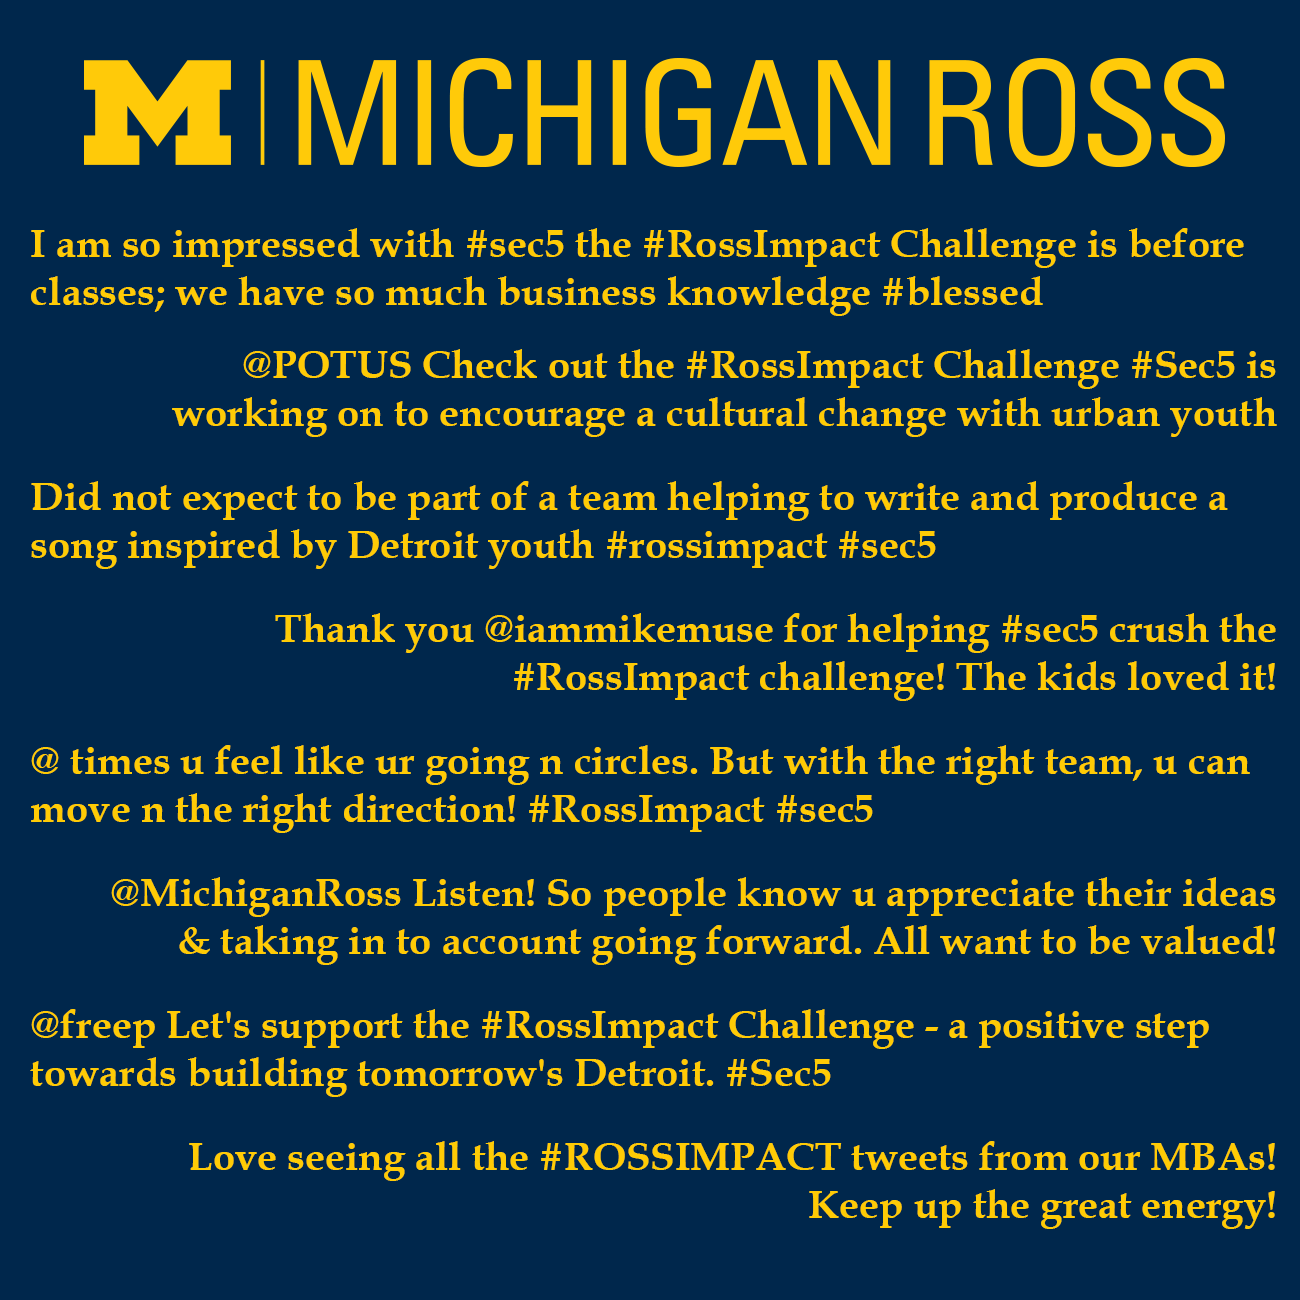 M | MICHIGAN ROSS
I am so impressed with #sec5 the #RossImpact Challenge is before
classes; we have so much business knowledge #blessed
@POTUS Check out the #RossImpact Challenge #Sec5 is
working on to encourage a cultural change with urban youth
Did not expect to be part of a team helping to write and produce a
song inspired by Detroit youth #rossimpact #sec5
Thank you @iammikemuse for helping #sec5 crush the
#RossImpact challenge! The kids loved it!
@ times u feel like ur going n circles. But with the right team, u can
move n the right direction! #RossImpact #sec5
@MichiganRoss Listen! So people know u appreciate their ideas
& taking in to account going forward. All want to be valued!
@freep Let's support the #RossImpact Challenge - a positive step
towards building tomorrow's Detroit. #Sec5
Love seeing all the #ROSSIMPACT tweets from our MBAs!
Keep up the great energy!